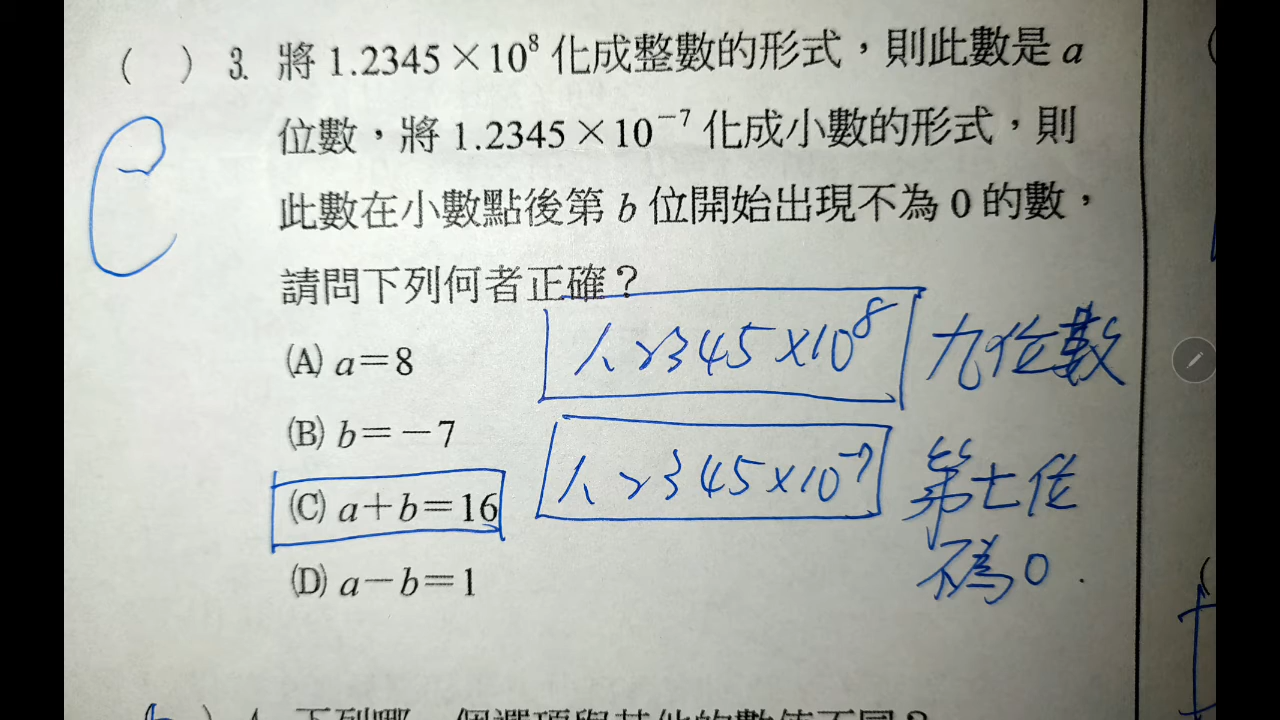 ( ) 3. 將 1.2345×10⁸ 化成整數的形式，則此數是 a
位數，將 1.2345×10⁻⁷ 化成小數的形式，則
此數在小數點後第 b 位開始出現不為 0 的數，
請問下列何者正確？
C
(A) a=8
(B) b=-7
(C) a+b=16
(D) a-b=1
1.2345×10⁸ 九位數
1.2345×10⁻⁷ 第七位
不為0.